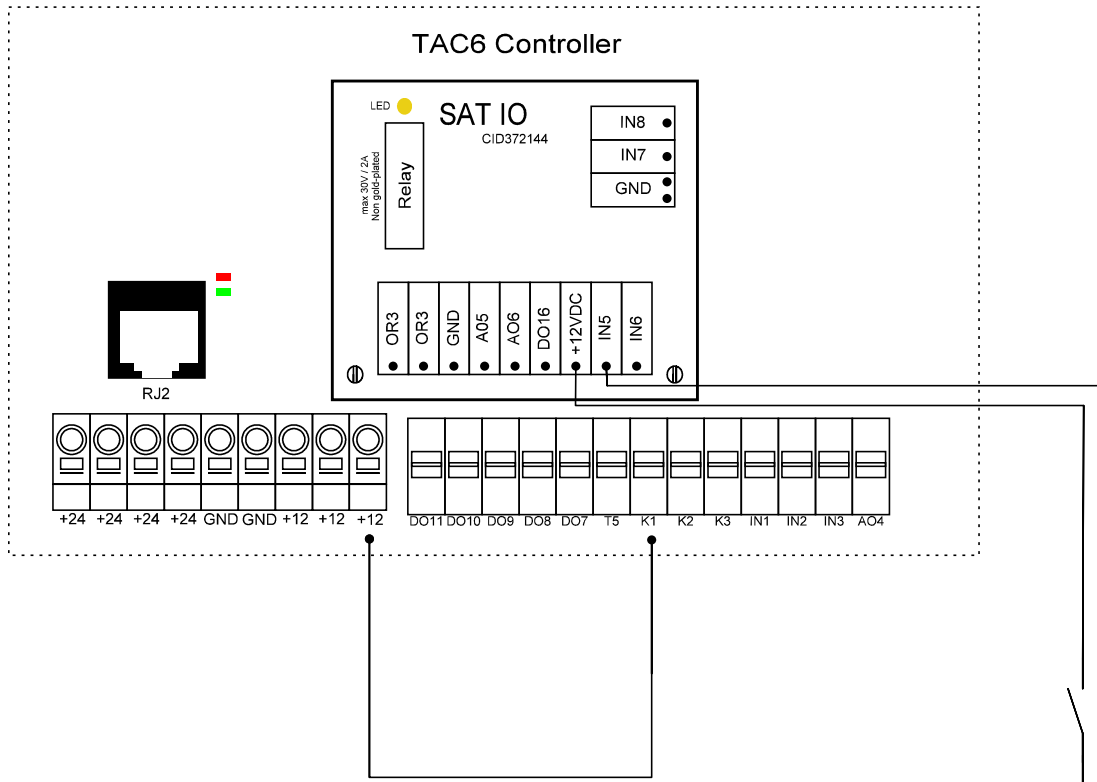 TAC6 Controller
LED
SAT IO
CID372144
max 30V / 2A
Non gold-plated
Relay
IN8
IN7
GND
OR3
OR3
GND
A05
AO6
DO16
+12VDC
IN5
IN6
RJ2
+24 +24 +24 +24 GND GND +12 +12 +12
DO11 DO10 DO9 DO8 DO7 T5 K1 K2 K3 IN1 IN2 IN3 AO4